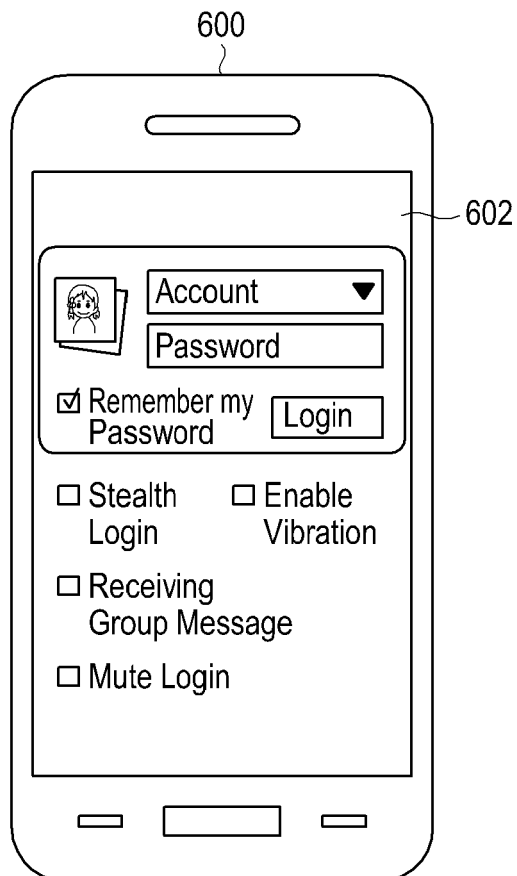 600
602
Account
Password
Remember my
Password
Login
Stealth
Login
Enable
Vibration
Receiving
Group Message
Mute Login